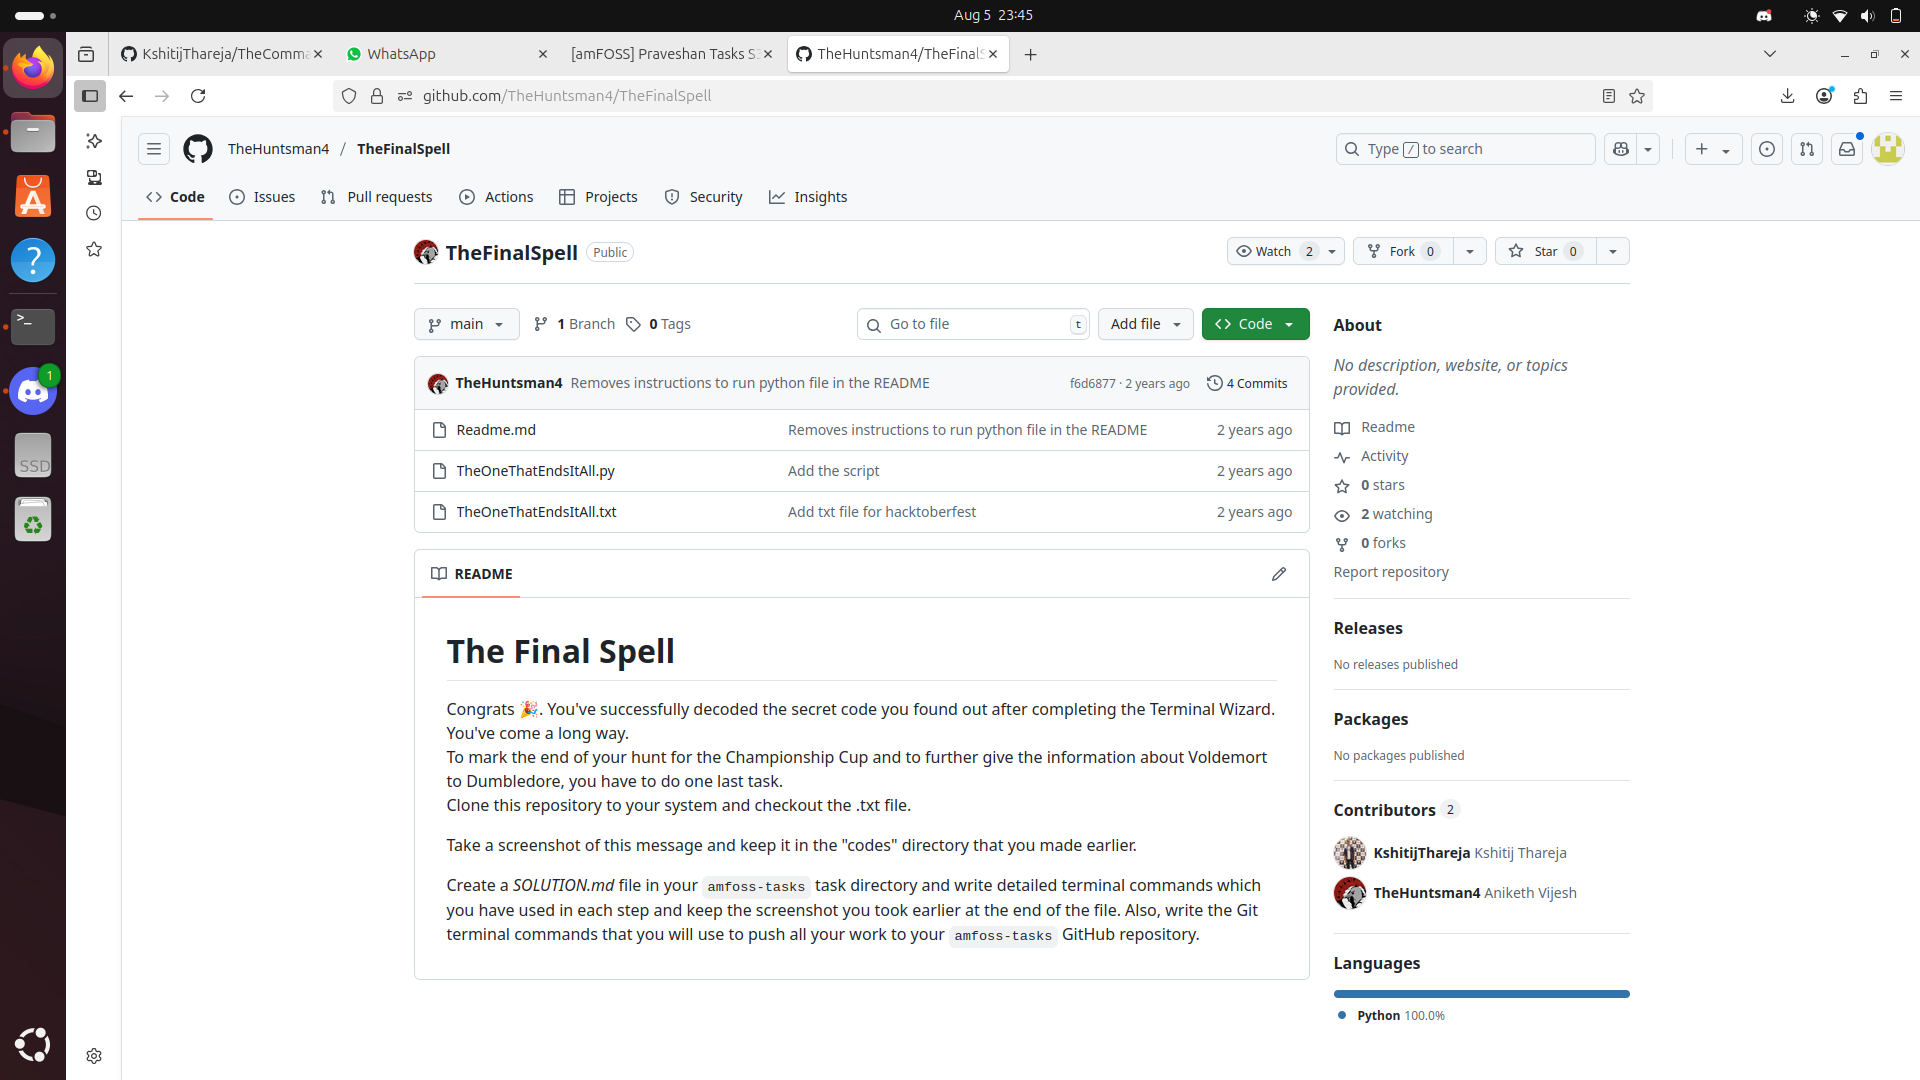 Aug 5 23:45
KshitijThareja/TheComma
WhatsApp
[amFOSS] Praveshan Tasks S
TheHuntsman4/TheFinalS
github.com/TheHuntsman4/TheFinalSpell
TheHuntsman4 / TheFinalSpell
Type / to search
Code
Issues
Pull requests
Actions
Projects
Security
Insights
TheFinalSpell
Public
Watch 2
Fork 0
Star 0
main
1 Branch
0 Tags
Go to file
t
Add file
Code
TheHuntsman4 Removes instructions to run python file in the README
f6d6877 · 2 years ago
4 Commits
Readme.md Removes instructions to run python file in the README 2 years ago
TheOneThatEndsItAll.py Add the script 2 years ago
TheOneThatEndsItAll.txt Add txt file for hacktoberfest 2 years ago
README
The Final Spell
Congrats 🎉. You've successfully decoded the secret code you found out after completing the Terminal Wizard.
You've come a long way.
To mark the end of your hunt for the Championship Cup and to further give the information about Voldemort
to Dumbledore, you have to do one last task.
Clone this repository to your system and checkout the .txt file.
Take a screenshot of this message and keep it in the "codes" directory that you made earlier.
Create a SOLUTION.md file in your amfoss-tasks task directory and write detailed terminal commands which
you have used in each step and keep the screenshot you took earlier at the end of the file. Also, write the Git
terminal commands that you will use to push all your work to your amfoss-tasks GitHub repository.
About
No description, website, or topics
provided.
Readme
Activity
0 stars
2 watching
0 forks
Report repository
Releases
No releases published
Packages
No packages published
Contributors 2
KshitijThareja Kshitij Thareja
TheHuntsman4 Aniketh Vijesh
Languages
Python 100.0%
>_
1
SSD